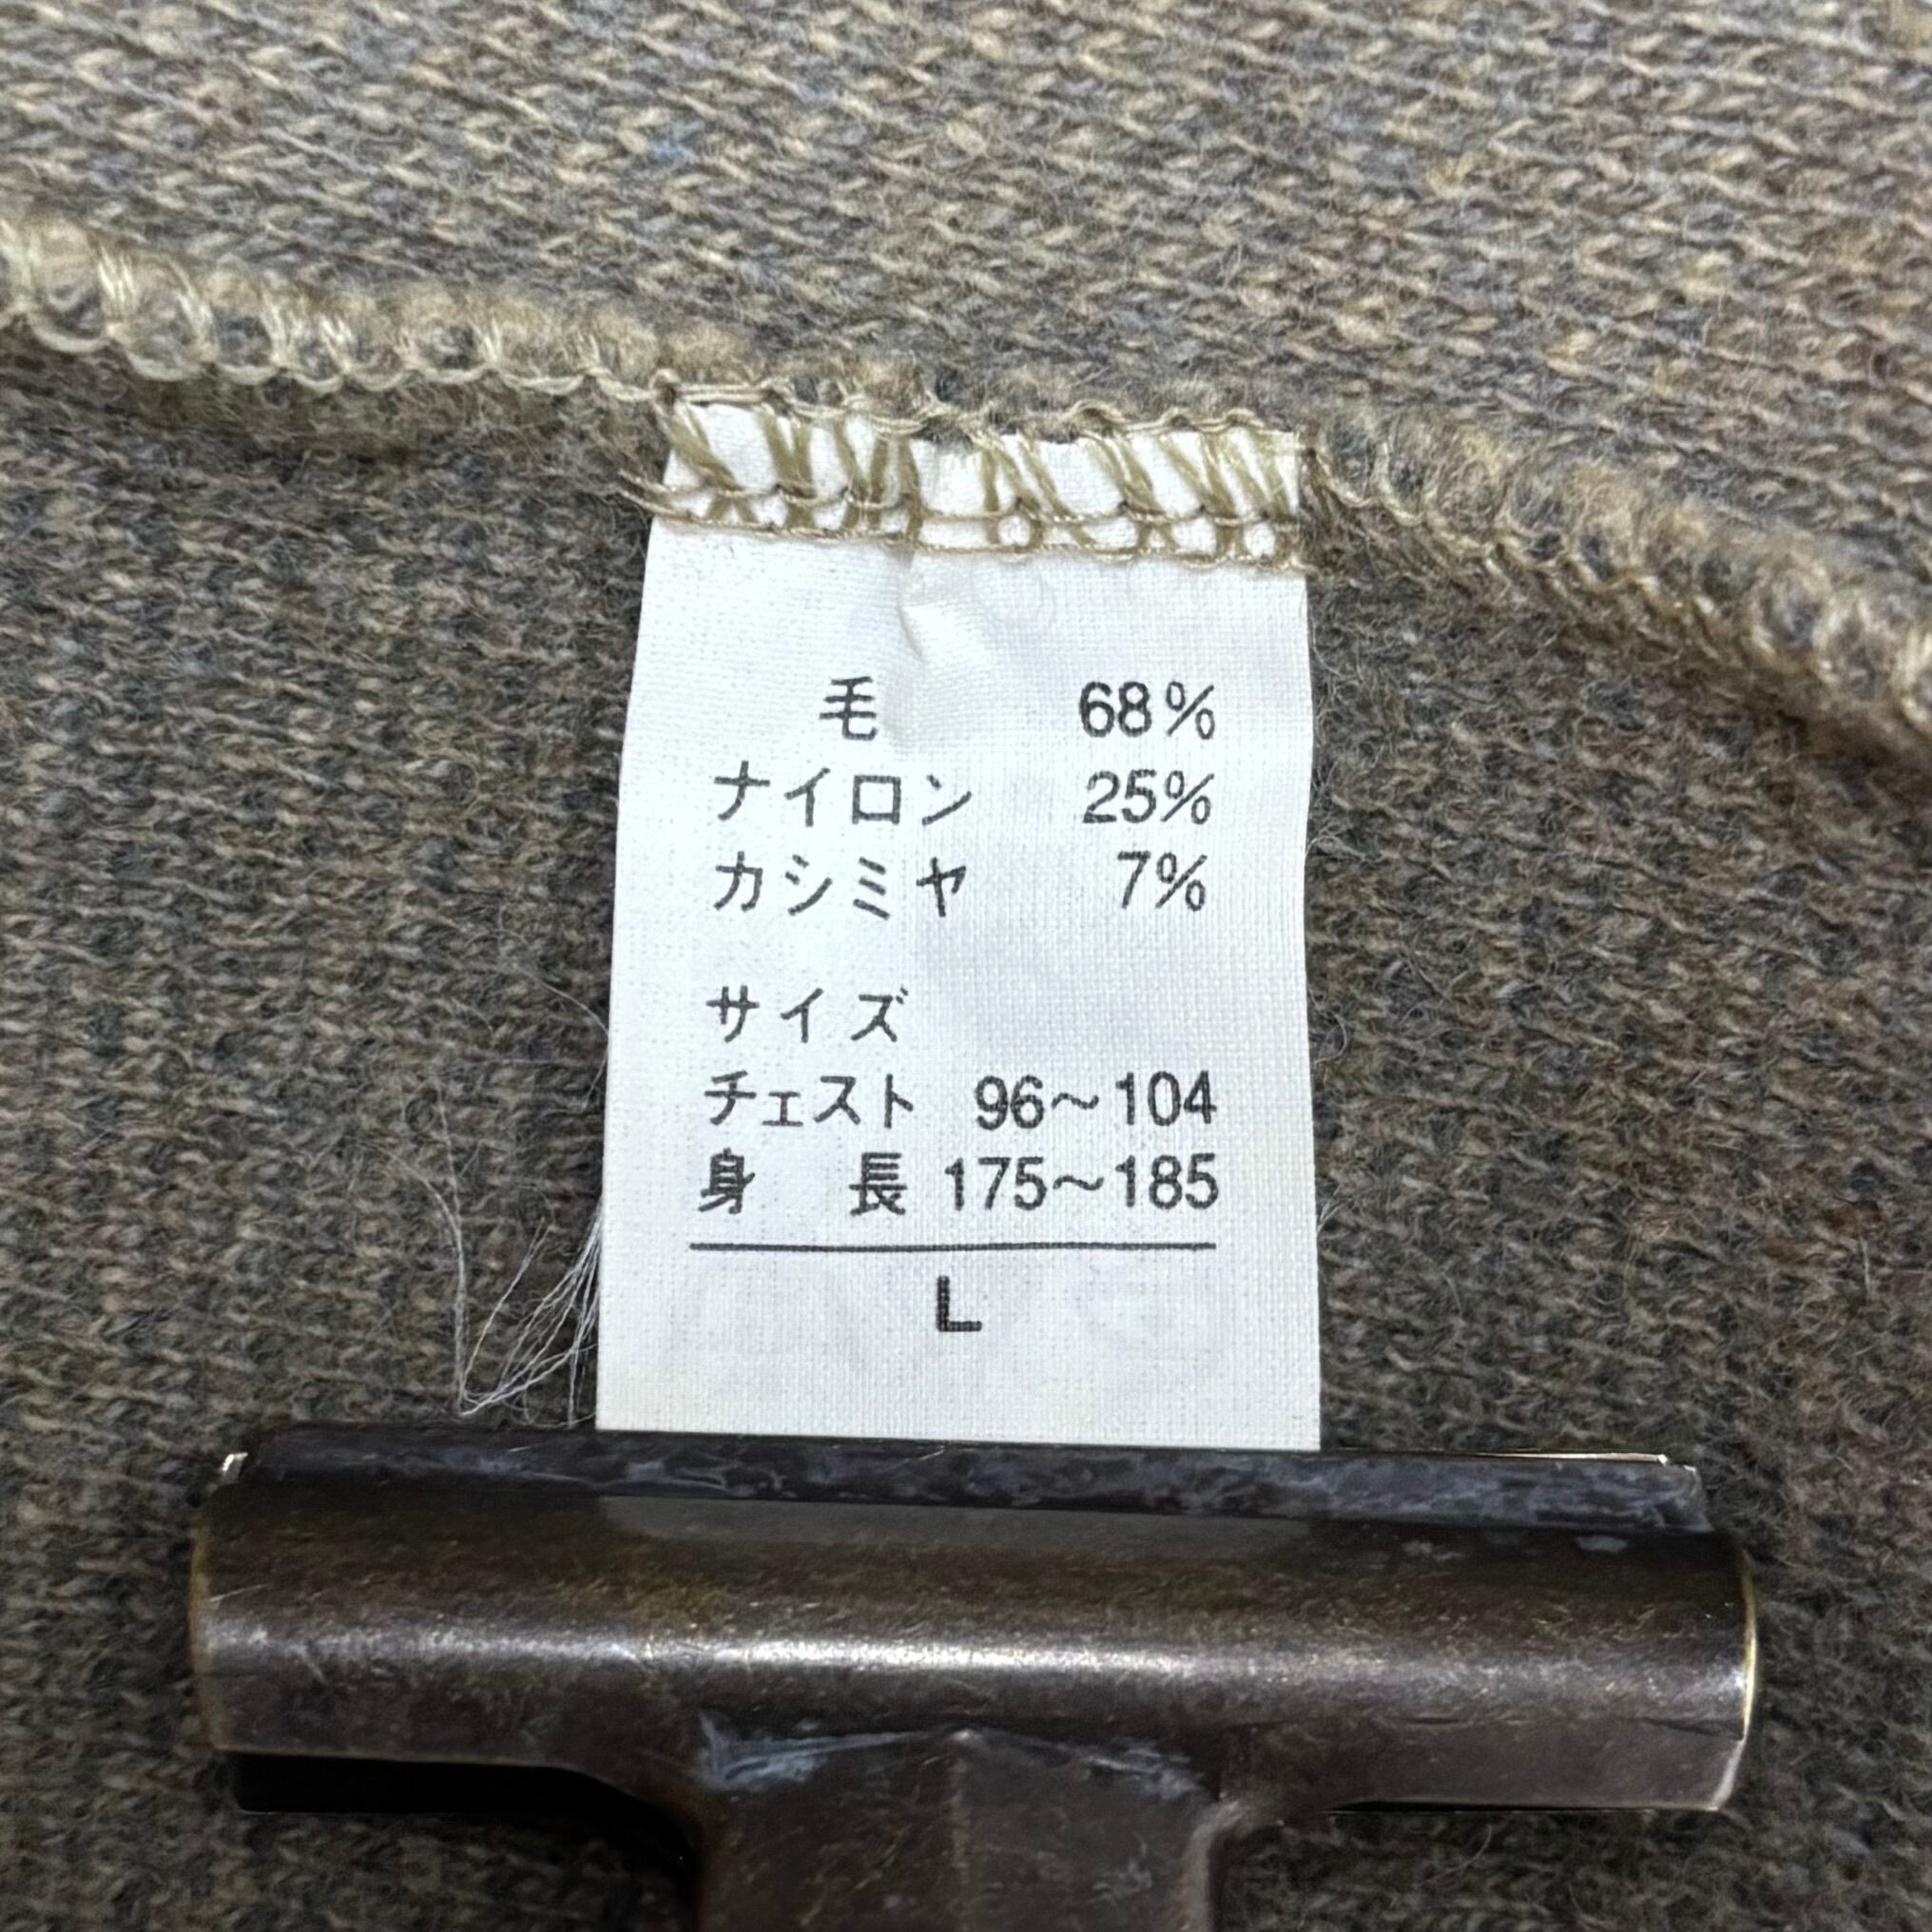 毛 68%
ナイロン 25%
カシミヤ 7%
サイズ
チェスト 96～104
身長 175～185
L